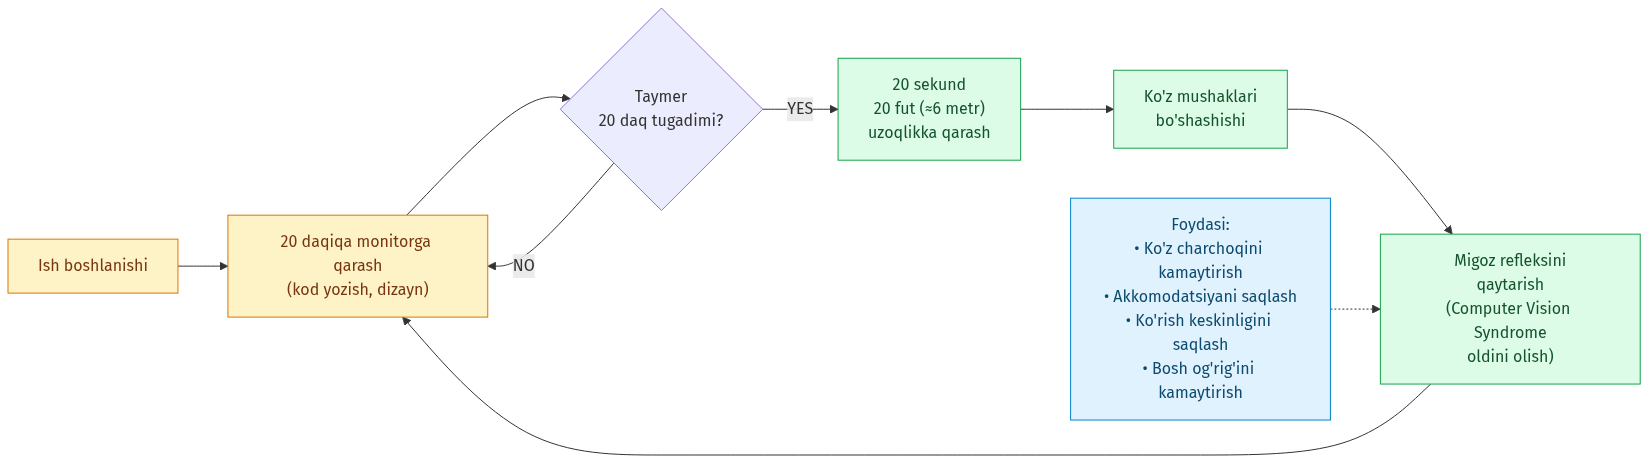 Ish boshlanishi
20 daqiqa monitorga
qarash
(kod yozish, dizayn)
Taymer
20 daq tugadimi?
YES
NO
20 sekund
20 fut (≈6 metr)
uzoqlikka qarash
Ko'z mushaklari
bo'shashishi
Foydasi:
• Ko'z charchoqini
kamaytirish
• Akkomodatsiyani saqlash
• Ko'rish keskinligini
saqlash
• Bosh og'rig'ini
kamaytirish
Migoz refleksini
qaytarish
(Computer Vision
Syndrome
oldini olish)